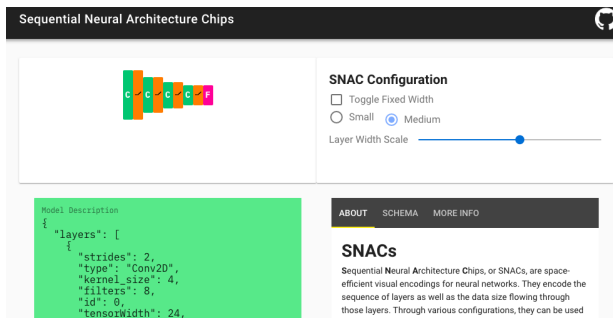 Sequential Neural Architecture Chips
C C C C F
SNAC Configuration
Toggle Fixed Width
Small Medium
Layer Width Scale
Model Description
{
"layers": [
{
"strides": 2,
"type": "Conv2D",
"kernel_size": 4,
"filters": 8,
"id": 0,
"tensorWidth": 24,
ABOUT SCHEMA MORE INFO
SNACs
Sequential Neural Architecture Chips, or SNACs, are space-
efficient visual encodings for neural networks. They encode the
sequence of layers as well as the data size flowing through
those layers. Through various configurations, they can be used